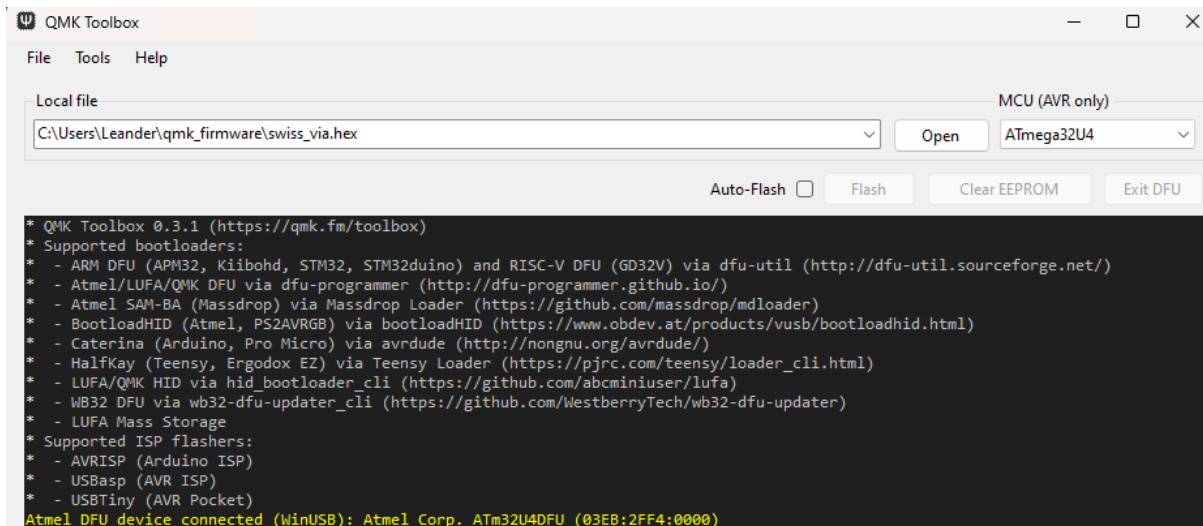 QMK Toolbox
File Tools Help
Local file
MCU (AVR only)
C:\Users\Leander\qmk_firmware\swiss_via.hex
Open
ATmega32U4
Auto-Flash
Flash
Clear EEPROM
Exit DFU
* QMK Toolbox 0.3.1 (https://qmk.fm/toolbox)
* Supported bootloaders:
*  - ARM DFU (APM32, Kiibohd, STM32, STM32duino) and RISC-V DFU (GD32V) via dfu-util (http://dfu-util.sourceforge.net/)
*  - Atmel/LUFA/QMK DFU via dfu-programmer (http://dfu-programmer.github.io/)
*  - Atmel SAM-BA (Massdrop) via Massdrop Loader (https://github.com/massdrop/mdloader)
*  - BootloadHID (Atmel, PS2AVRGB) via bootloadHID (https://www.obdev.at/products/vusb/bootloadhid.html)
*  - Caterina (Arduino, Pro Micro) via avrdude (http://nongnu.org/avrdude/)
*  - HalfKay (Teensy, Ergodox EZ) via Teensy Loader (https://pjrc.com/teensy/loader_cli.html)
*  - LUFA/QMK HID via hid_bootloader_cli (https://github.com/abcminiuser/lufa)
*  - WB32 DFU via wb32-dfu-updater_cli (https://github.com/WestberryTech/wb32-dfu-updater)
*  - LUFA Mass Storage
* Supported ISP flashers:
*  - AVRISP (Arduino ISP)
*  - USBasp (AVR ISP)
*  - USBTiny (AVR Pocket)
Atmel DFU device connected (WinUSB): Atmel Corp. ATm32U4DFU (03EB:2FF4:0000)